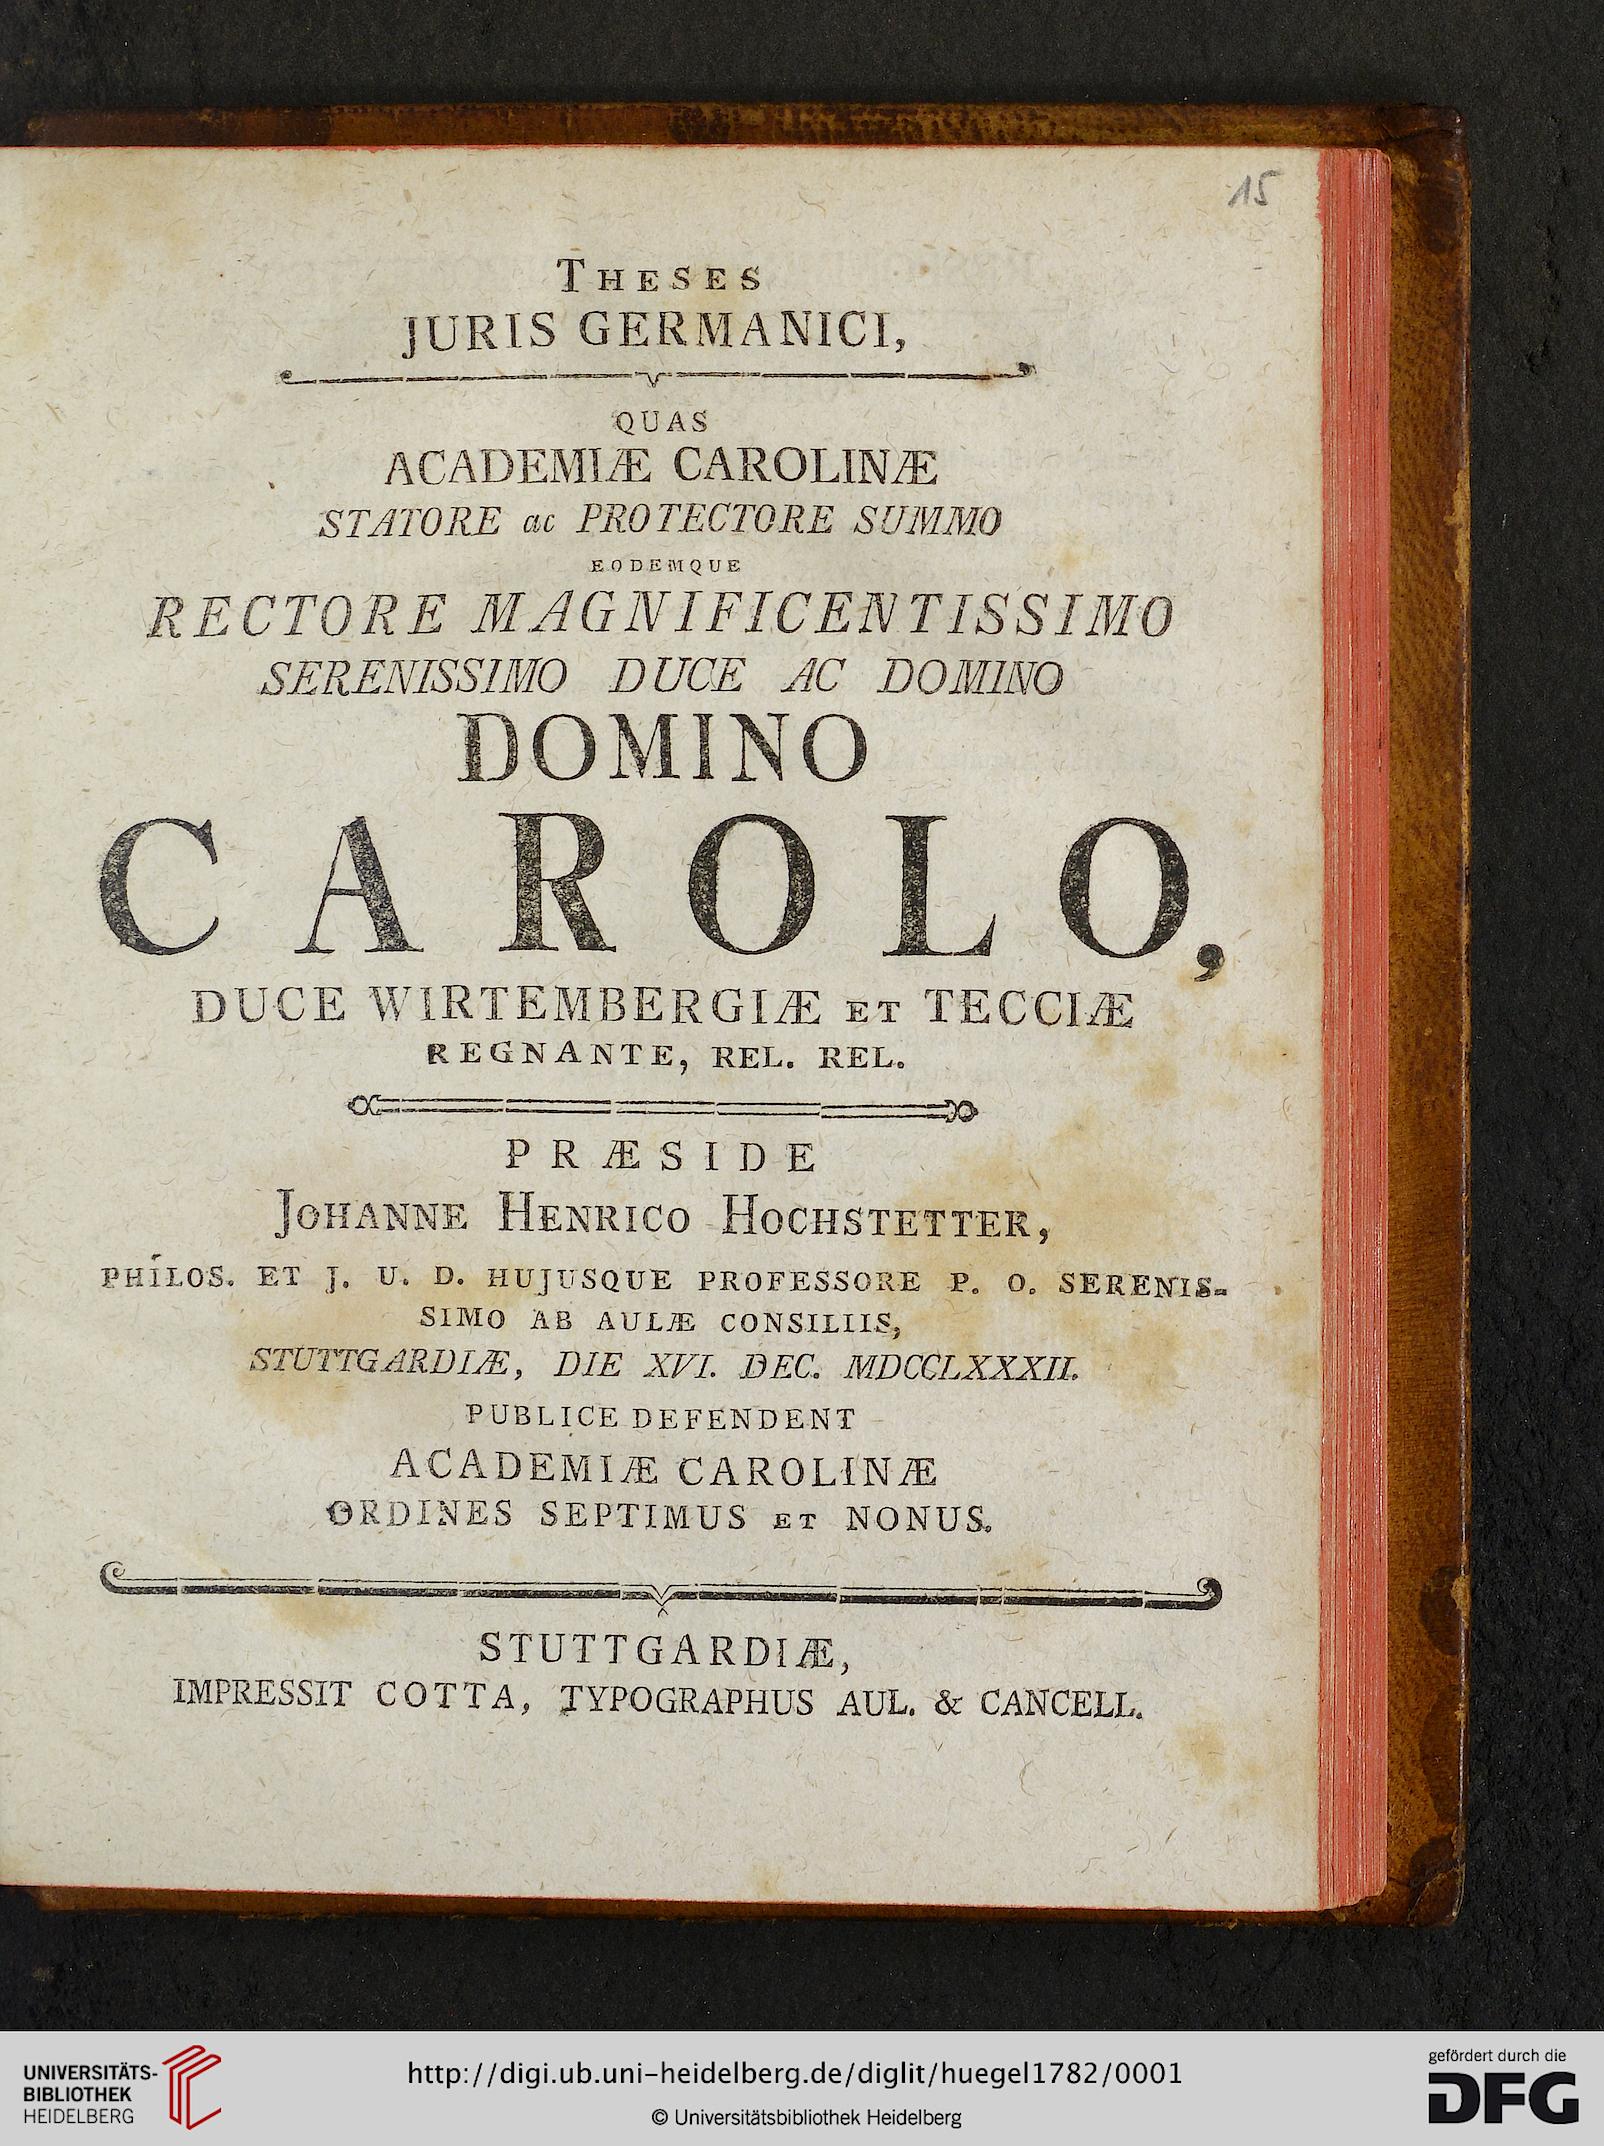 15
THESES
JURIS GERMANICI,
QUAS
ACADEMIÆ CAROLINÆ
STATORE ac PROTECTORE SUMMO
EODEMQUE
RECTORE MAGNIFICENTISSIMO
SERENISSIMO DUCE AC DOMINO
DOMINO
CAROLO,
DUCE WIRTEMBERGIÆ ET TECCIÆ
REGNANTE, REL. REL.
PRÆSIDE
JOHANNE HENRICO HOCHSTETTER,
PHILOS. ET J. U. D. HUJUSQUE PROFESSORE P. O. SERENIS-
SIMO AB AULÆ CONSILIIS,
STUTTGARDIÆ, DIE XVI. DEC. MDCCLXXXII.
PUBLICE DEFENDENT
ACADEMIÆ CAROLINÆ
ORDINES SEPTIMUS ET NONUS.
STUTTGARDIÆ,
IMPRESSIT COTTA, TYPOGRAPHUS AUL. & CANCELL.
UNIVERSITÄTS-
BIBLIOTHEK
HEIDELBERG
http://digi.ub.uni-heidelberg.de/diglit/huegel1782/0001
© Universitätsbibliothek Heidelberg
gefördert durch die
DFG